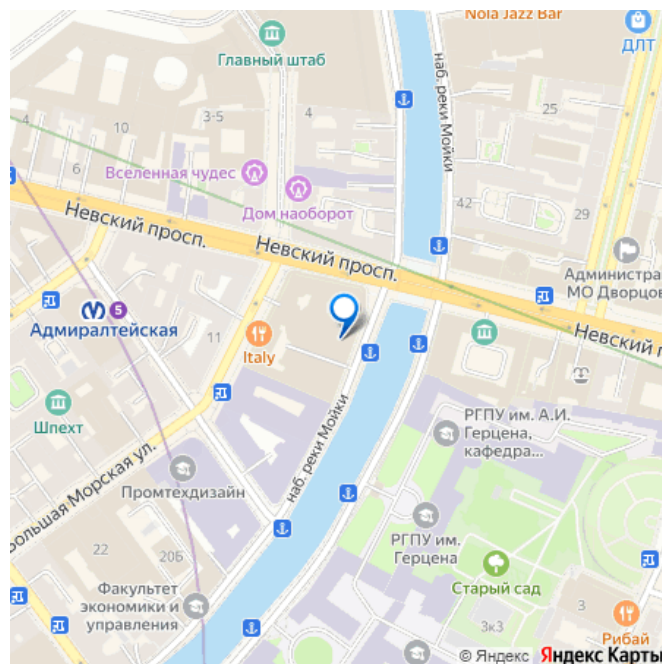 Nola Jazz Bar
ДЛТ
Главный штаб
наб. реки Мойки
4
10
3-5
4
25
6
Вселенная чудес
Дом наоборот
42
29
Невский просп.
Невский просп.
Администра
МО Дворцов
5
Адмиралтейская
11
Italy
Невский п
Шпехт
наб. реки Мойки
РГПУ им. А.И.
Герцена,
кафедра...
Большая Морская ул.
Промтехдизайн
22
20Б
РГПУ им.
Герцена
Старый сад
Факультет
экономики и
управления
3
3к3
Рибай
© Яндекс Яндекс Карты